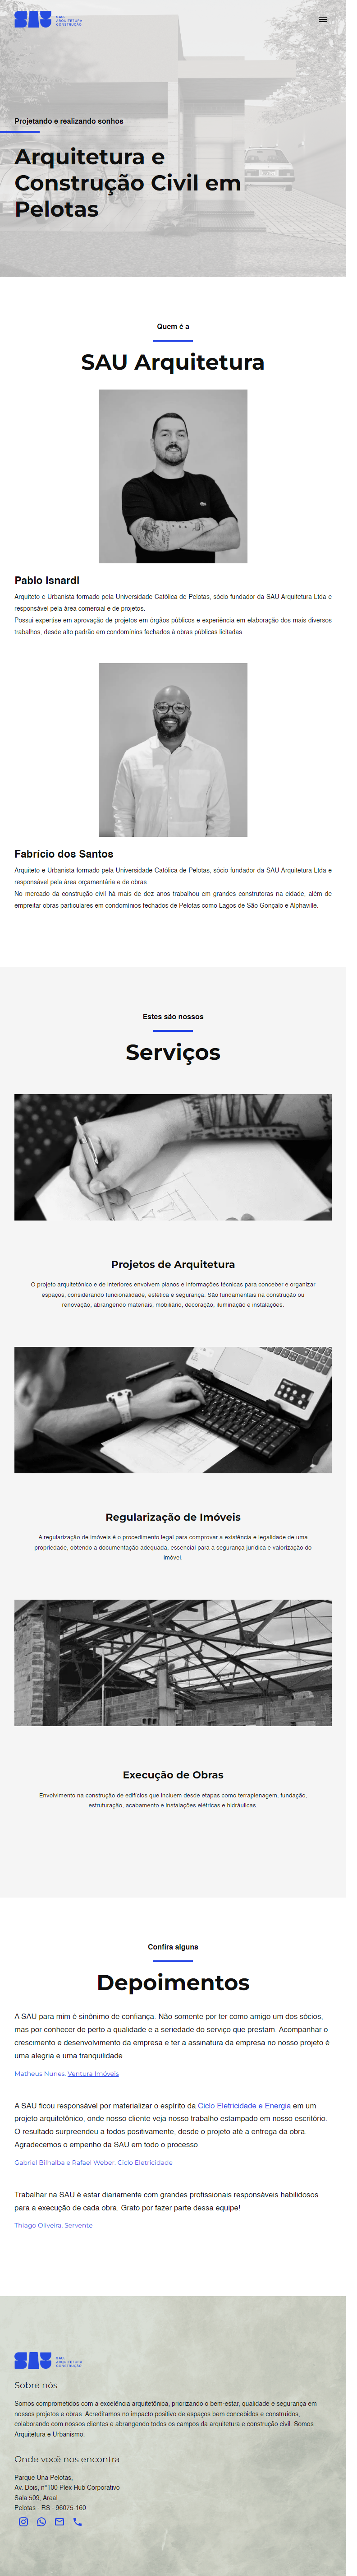 SAU
SAU.
ARQUITETURA
CONSTRUÇÃO
Projetando e realizando sonhos
Arquitetura e
Construção Civil em
Pelotas
Quem é a
SAU Arquitetura
Pablo Isnardi
Arquiteto e Urbanista formado pela Universidade Católica de Pelotas, sócio fundador da SAU Arquitetura Ltda e
responsável pela área comercial e de projetos.
Possui expertise em aprovação de projetos em órgãos públicos e experiência em elaboração dos mais diversos
trabalhos, desde alto padrão em condomínios fechados à obras públicas licitadas.
Fabrício dos Santos
Arquiteto e Urbanista formado pela Universidade Católica de Pelotas, sócio fundador da SAU Arquitetura Ltda e
responsável pela área orçamentária e de obras.
No mercado da construção civil há mais de dez anos trabalhou em grandes construtoras na cidade, além de
empreitar obras particulares em condomínios fechados de Pelotas como Lagos de São Gonçalo e Alphaville.
Estes são nossos
Serviços
Projetos de Arquitetura
O projeto arquitetônico e de interiores envolvem planos e informações técnicas para conceber e organizar
espaços, considerando funcionalidade, estética e segurança. São fundamentais na construção ou
renovação, abrangendo materiais, mobiliário, decoração, iluminação e instalações.
Regularização de Imóveis
A regularização de imóveis é o procedimento legal para comprovar a existência e legalidade de uma
propriedade, obtendo a documentação adequada, essencial para a segurança jurídica e valorização do
imóvel.
Execução de Obras
Envolvimento na construção de edifícios que incluem desde etapas como terraplenagem, fundação,
estruturação, acabamento e instalações elétricas e hidráulicas.
Confira alguns
Depoimentos
A SAU para mim é sinônimo de confiança. Não somente por ter como amigo um dos sócios,
mas por conhecer de perto a qualidade e a seriedade do serviço que prestam. Acompanhar o
crescimento e desenvolvimento da empresa e ter a assinatura da empresa no nosso projeto é
uma alegria e uma tranquilidade.
Matheus Nunes. Ventura Imóveis
A SAU ficou responsável por materializar o espírito da Ciclo Eletricidade e Energia em um
projeto arquitetônico, onde nosso cliente veja nosso trabalho estampado em nosso escritório.
O resultado surpreendeu a todos positivamente, desde o projeto até a entrega da obra.
Agradecemos o empenho da SAU em todo o processo.
Gabriel Bilhalba e Rafael Weber. Ciclo Eletricidade
Trabalhar na SAU é estar diariamente com grandes profissionais responsáveis habilidosos
para a execução de cada obra. Grato por fazer parte dessa equipe!
Thiago Oliveira. Servente
SAU
SAU.
ARQUITETURA
CONSTRUÇÃO
Sobre nós
Somos comprometidos com a excelência arquitetônica, priorizando o bem-estar, qualidade e segurança em
nossos projetos e obras. Acreditamos no impacto positivo de espaços bem concebidos e construídos,
colaborando com nossos clientes e abrangendo todos os campos da arquitetura e construção civil. Somos
Arquitetura e Urbanismo.
Onde você nos encontra
Parque Una Pelotas,
Av. Dois, n°100 Plex Hub Corporativo
Sala 509, Areal
Pelotas - RS - 96075-160